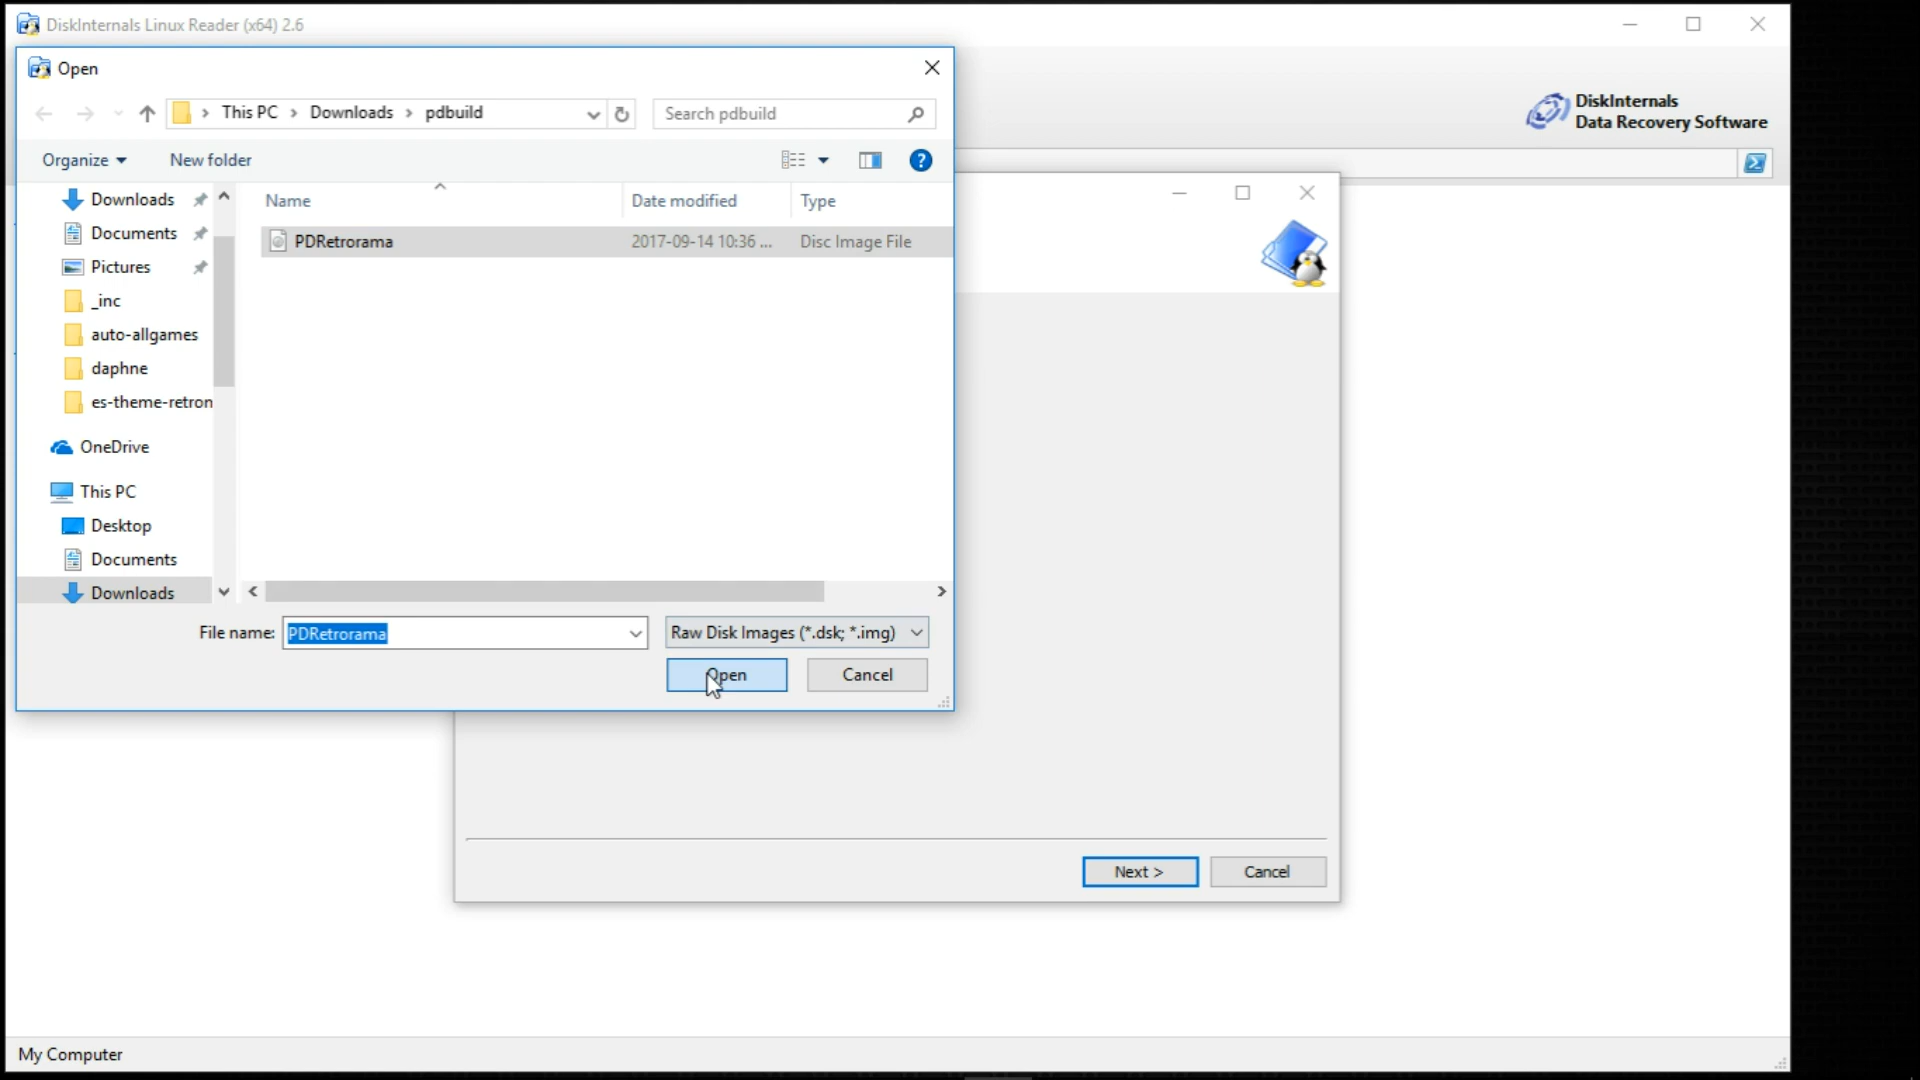 DiskInternals Linux Reader (x64) 2.6
Open
This PC > Downloads > pdbuild
Search pdbuild
DiskInternals
Data Recovery Software
Organize
New folder
?
Name
Date modified
Type
PDRetrorama
2017-09-14 10:36 ...
Disc Image File
Downloads
Documents
Pictures
_inc
auto-allgames
daphne
es-theme-retron
OneDrive
This PC
Desktop
Documents
Downloads
File name:
PDRetrorama
Raw Disk Images (*.dsk; *.img)
Open
Cancel
Next >
Cancel
My Computer